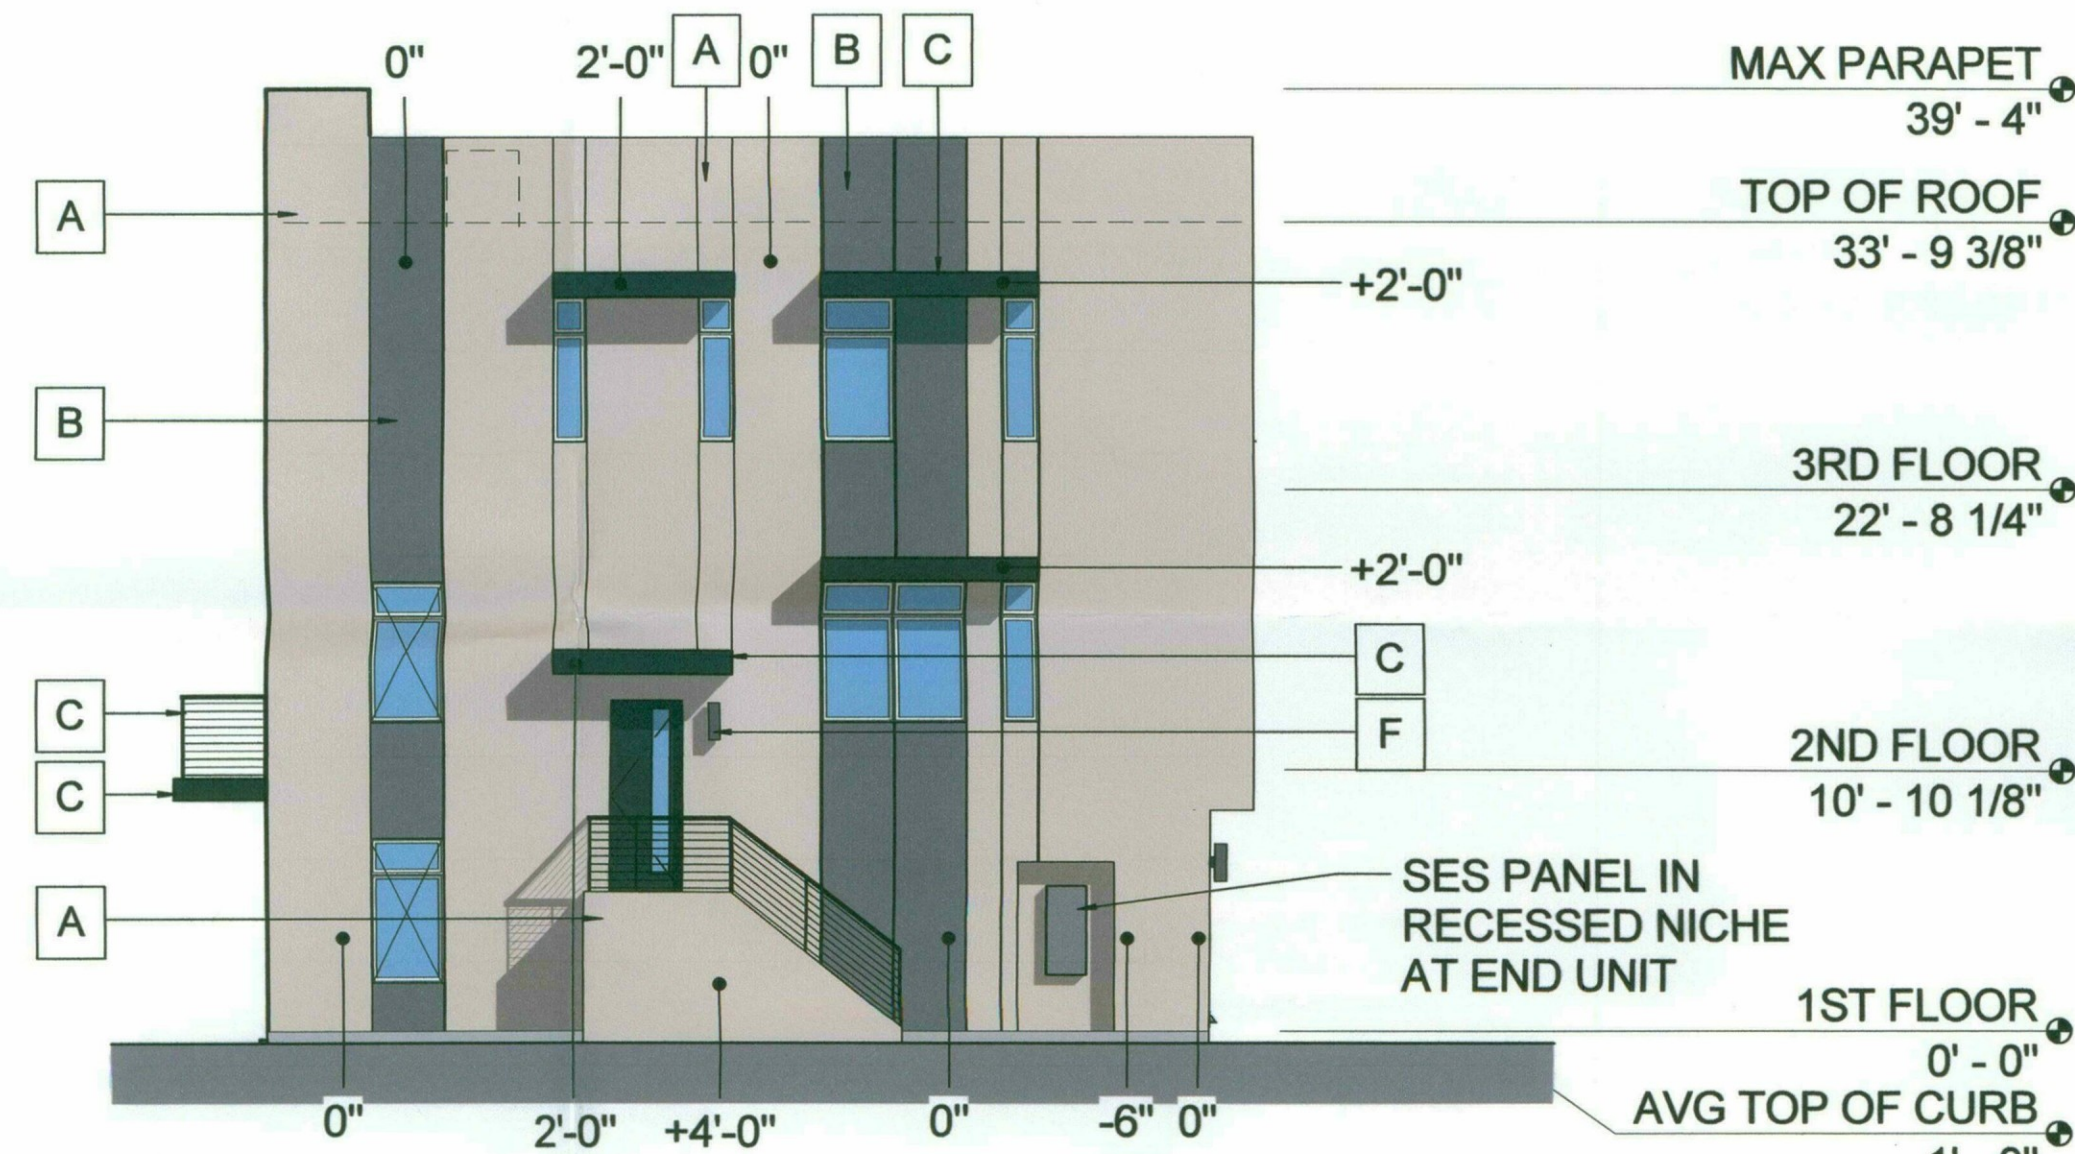 0"
2'-0"
A
0"
B
C
MAX PARAPET
39' - 4"
A
TOP OF ROOF
33' - 9 3/8"
+2'-0"
B
3RD FLOOR
22' - 8 1/4"
+2'-0"
C
C
F
C
2ND FLOOR
10' - 10 1/8"
A
SES PANEL IN
RECESSED NICHE
AT END UNIT
1ST FLOOR
0' - 0"
AVG TOP OF CURB
0"
2'-0"
+4'-0"
0"
-6"
0"